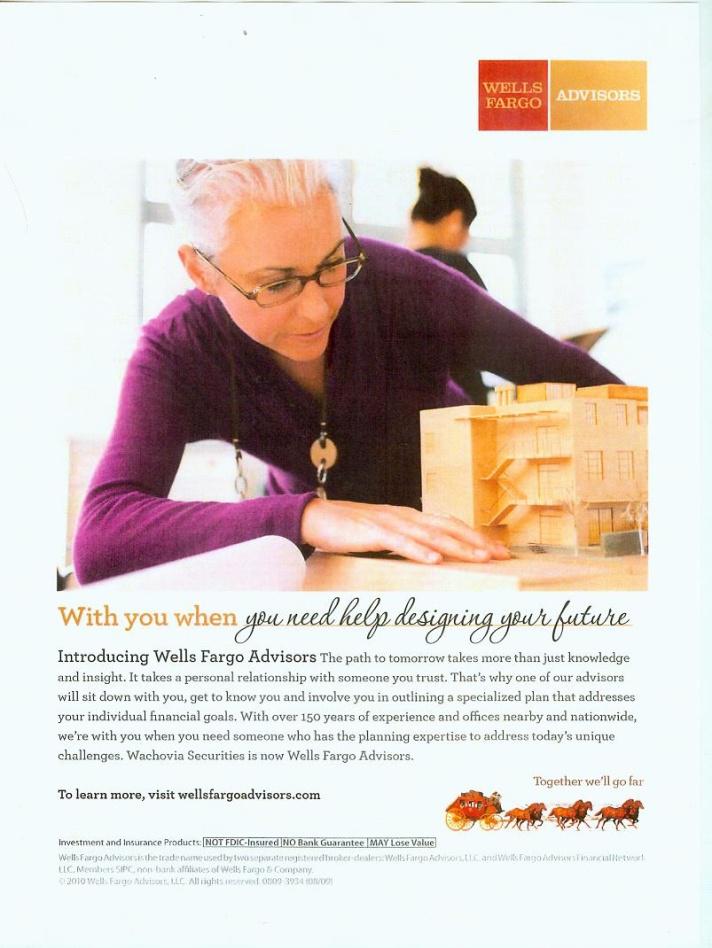 WELLS
FARGO
ADVISORS
With you when you need help designing your future
Introducing Wells Fargo Advisors The path to tomorrow takes more than just knowledge
and insight. It takes a personal relationship with someone you trust. That's why one of our advisors
will sit down with you, get to know you and involve you in outlining a specialized plan that addresses
your individual financial goals. With over 150 years of experience and offices nearby and nationwide,
we're with you when you need someone who has the planning expertise to address today's unique
challenges. Wachovia Securities is now Wells Fargo Advisors.
Together we'll go far
To learn more, visit wellsfargoadvisors.com
Investment and Insurance Products: NOT FDIC-Insured NO Bank Guarantee MAY Lose Value
Wells Fargo Advisors is the trade name used by two separate registered broker-dealers: Wells Fargo Advisors, LLC, and Wells Fargo Advisors Financial Network,
LLC, Members SIPC, non-bank affiliates of Wells Fargo & Company.
© 2010 Wells Fargo Advisors, LLC. All rights reserved. 0809-3934 (08/09)